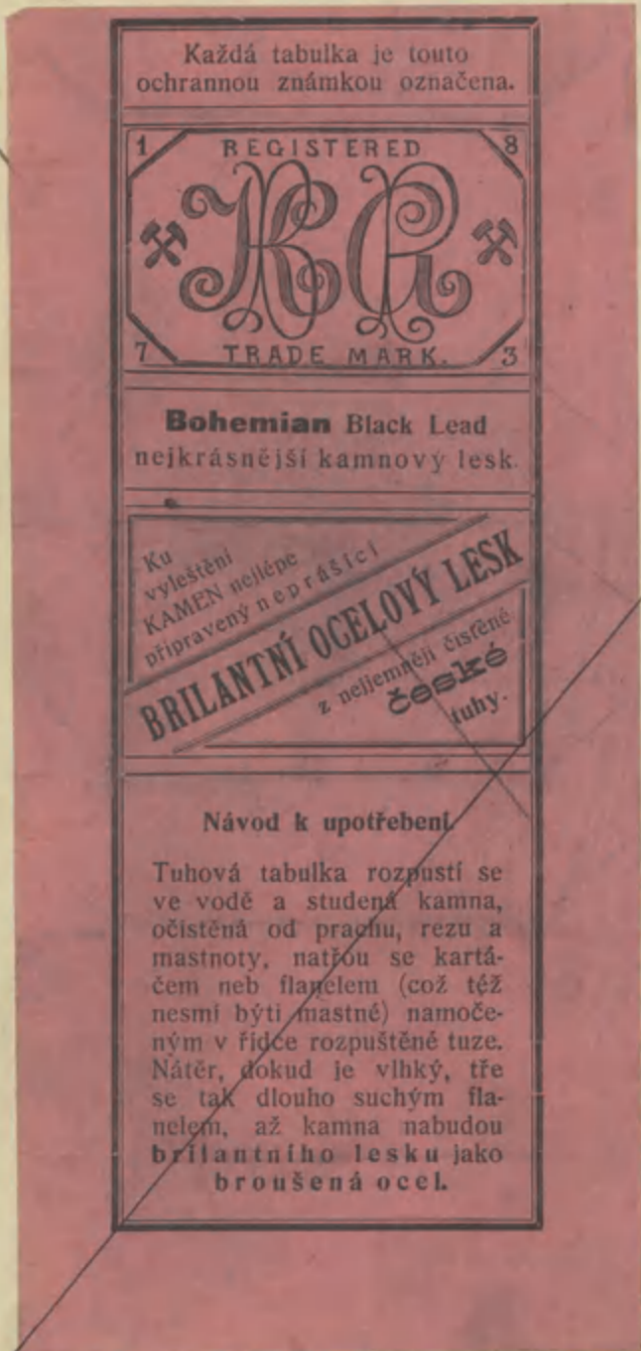 Každá tabulka je touto
ochrannou známkou označena.
1 REGISTERED 8
7 TRADE MARK. 3
Bohemian Black Lead
nejkrásnější kamnový lesk.
Ku
vyleštění
KAMEN nejlépe
připravený neprášící
BRILANTNÍ OCELOVÝ LESK
z nejjemněji čistěné
české
tuhy.
Návod k upotřebení.
Tuhová tabulka rozpustí se
ve vodě a studená kamna,
očistěná od prachu, rezu a
mastnoty, natřou se kartá-
čem neb flanelem (což též
nesmí býti mastné) namoče-
ným v řídce rozpuštěné tuze.
Nátěr, dokud je vlhký, tře
se tak dlouho suchým fla-
nelem, až kamna nabudou
brilantního lesku jako
broušená ocel.